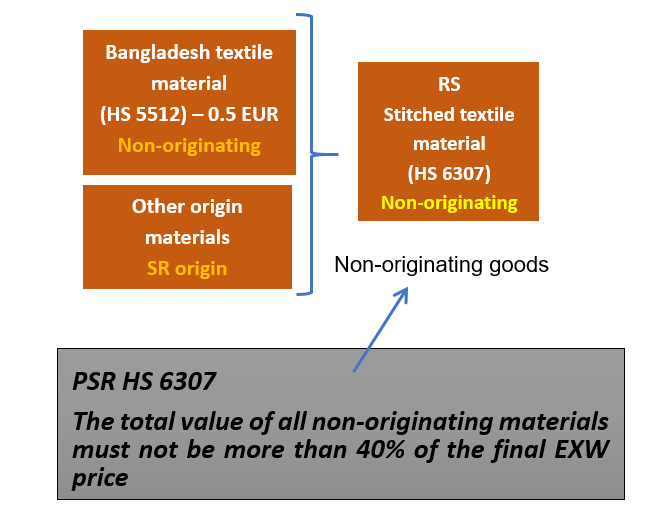 Bangladesh textile
material
(HS 5512) – 0.5 EUR
Non-originating
Other origin
materials
SR origin
RS
Stitched textile
material
(HS 6307)
Non-originating
Non-originating goods
PSR HS 6307
The total value of all non-originating materials
must not be more than 40% of the final EXW
price